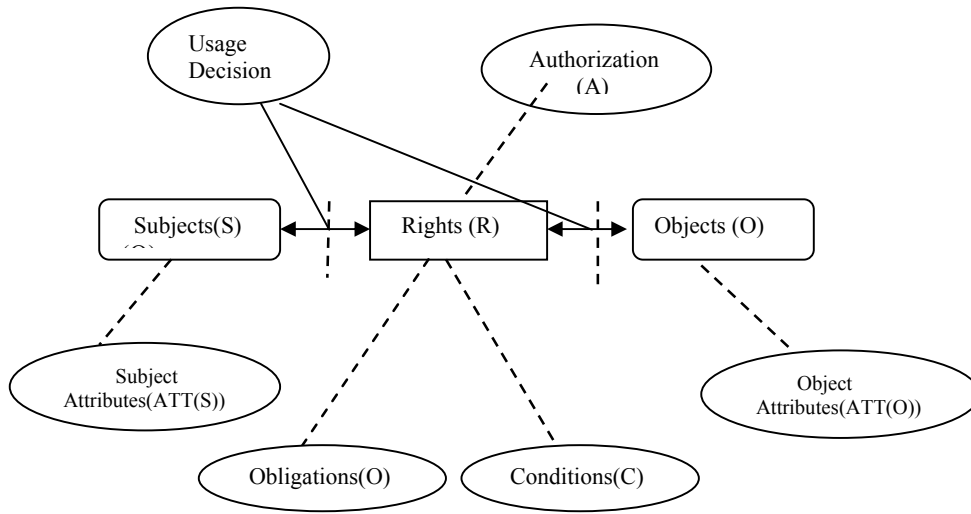 Usage
Decision
Authorization
(A)
Subjects(S)
Rights (R)
Objects (O)
Subject
Attributes(ATT(S))
Object
Attributes(ATT(O))
Obligations(O)
Conditions(C)